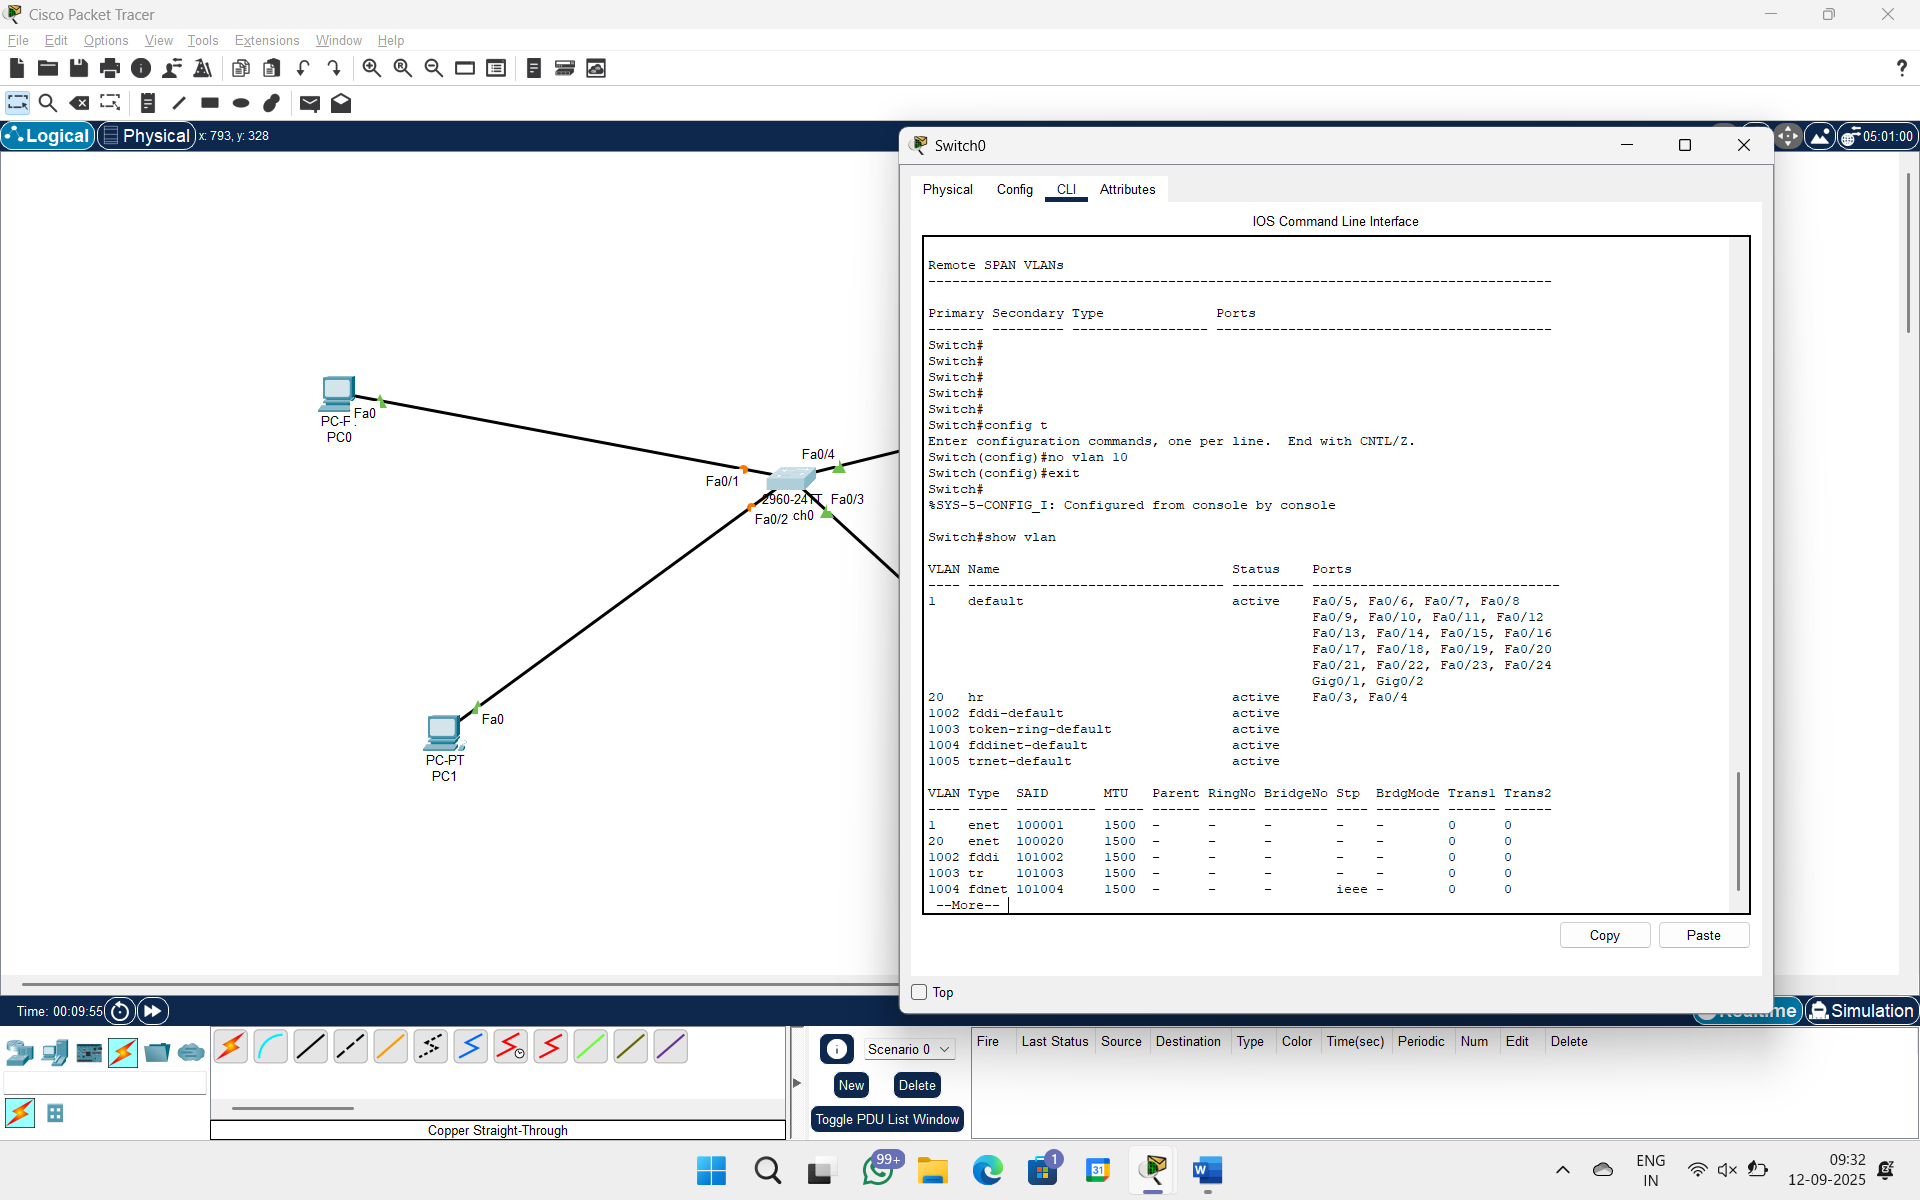 Cisco Packet Tracer
File Edit Options View Tools Extensions Window Help
Logical Physical x: 793, y: 328
05:01:00
Switch0
Physical Config CLI Attributes
IOS Command Line Interface
Remote SPAN VLANs
------------------------------------------------------------------------------
Primary Secondary Type              Ports
------- --------- ----------------- ------------------------------------------
Switch#
Switch#
Switch#
Switch#
Switch#
Switch#config t
Enter configuration commands, one per line.  End with CNTL/Z.
Switch(config)#no vlan 10
Switch(config)#exit
Switch#
%SYS-5-CONFIG_I: Configured from console by console
Switch#show vlan
VLAN Name                             Status    Ports
---- -------------------------------- --------- -------------------------------
1    default                          active    Fa0/5, Fa0/6, Fa0/7, Fa0/8
Fa0/9, Fa0/10, Fa0/11, Fa0/12
Fa0/13, Fa0/14, Fa0/15, Fa0/16
Fa0/17, Fa0/18, Fa0/19, Fa0/20
Fa0/21, Fa0/22, Fa0/23, Fa0/24
Gig0/1, Gig0/2
20   hr                               active    Fa0/3, Fa0/4
1002 fddi-default                     active
1003 token-ring-default               active
1004 fddinet-default                  active
1005 trnet-default                    active
VLAN Type  SAID       MTU   Parent RingNo BridgeNo Stp  BrdgMode Trans1 Trans2
---- ----- ---------- ----- ------ ------ -------- ---- -------- ------ ------
1    enet  100001     1500  -      -      -        -    -        0      0
20   enet  100020     1500  -      -      -        -    -        0      0
1002 fddi  101002     1500  -      -      -        -    -        0      0
1003 tr    101003     1500  -      -      -        -    -        0      0
1004 fdnet 101004     1500  -      -      -        ieee -        0      0
--More--
Copy Paste
Top
Fa0
PC-F
PC0
Fa0/4
Fa0/1
2960-24TT Fa0/3
Fa0/2 ch0
Fa0
PC-PT
PC1
Time: 00:09:55
Realtime Simulation
Scenario 0
New Delete
Toggle PDU List Window
Fire Last Status Source Destination Type Color Time(sec) Periodic Num Edit Delete
Copper Straight-Through
99+
1
31
ENG
IN
09:32
12-09-2025